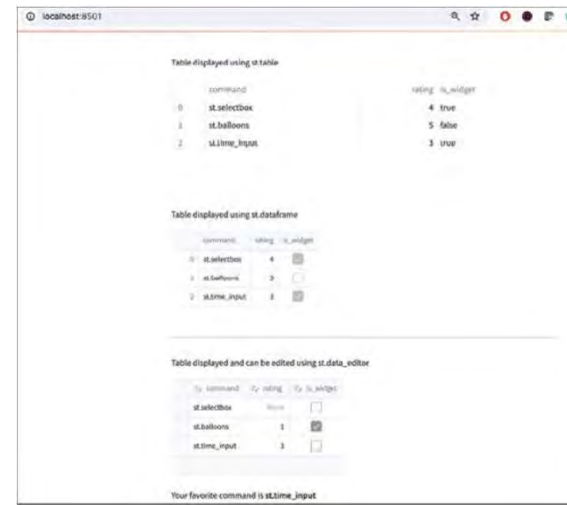 localhost:8501
Table displayed using st.table
command rating is_widget
0 st.selectbox 4 true
1 st.balloons 5 false
2 st.time_input 3 true
Table displayed using st.dataframe
command rating is_widget
0 st.selectbox 4
1 st.balloons
2 st.time_input 3
Table displayed and can be edited using st.data_editor
command rating is_widget
st.selectbox None
st.balloons 1
st.time_input 3
Your favorite command is st.time_input